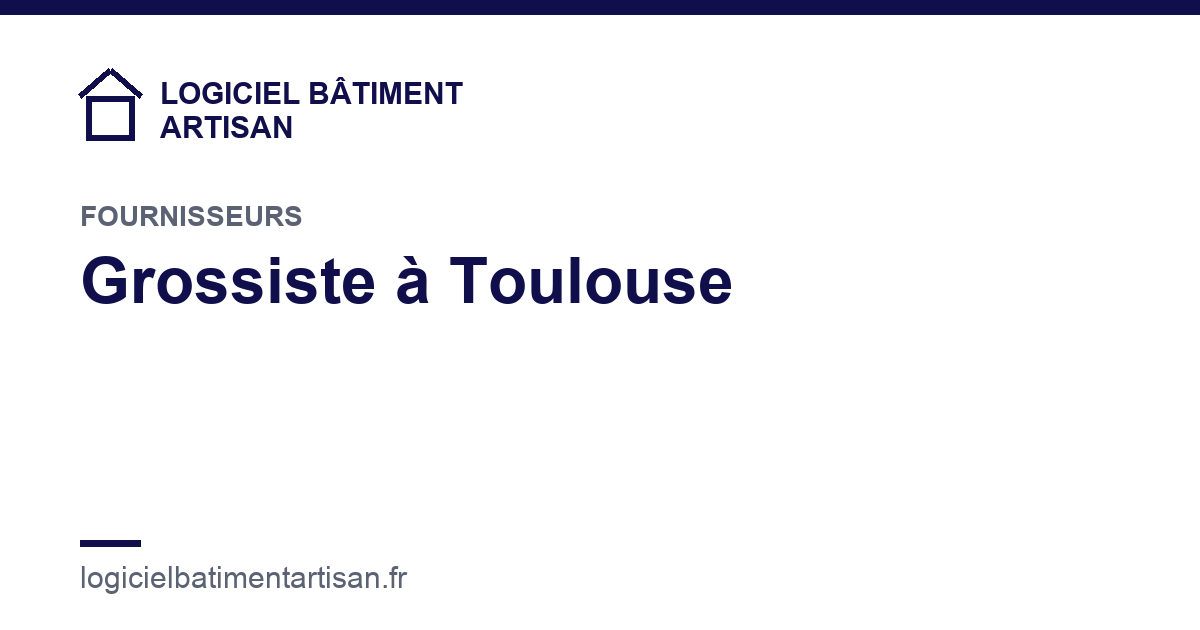 LOGICIEL BÂTIMENT
ARTISAN
FOURNISSEURS
Grossiste à Toulouse
logicielbatimentartisan.fr